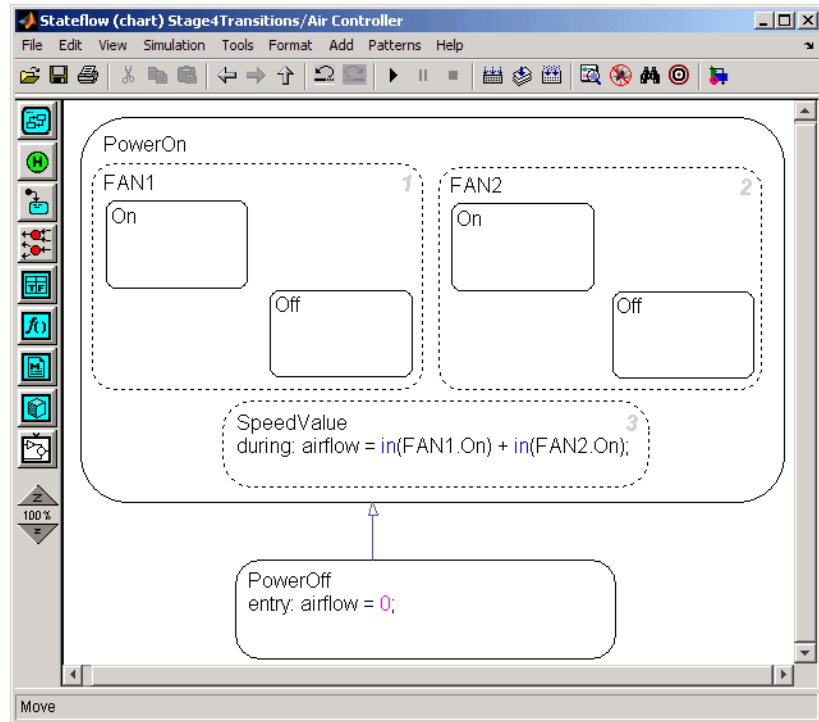 Stateflow (chart) Stage4Transitions/Air Controller
File Edit View Simulation Tools Format Add Patterns Help
PowerOn
FAN1 1
FAN2 2
On
On
Off
Off
SpeedValue 3
during: airflow = in(FAN1.On) + in(FAN2.On);
PowerOff
entry: airflow = 0;
H
TF
f()
M
Z
100 %
z
Move